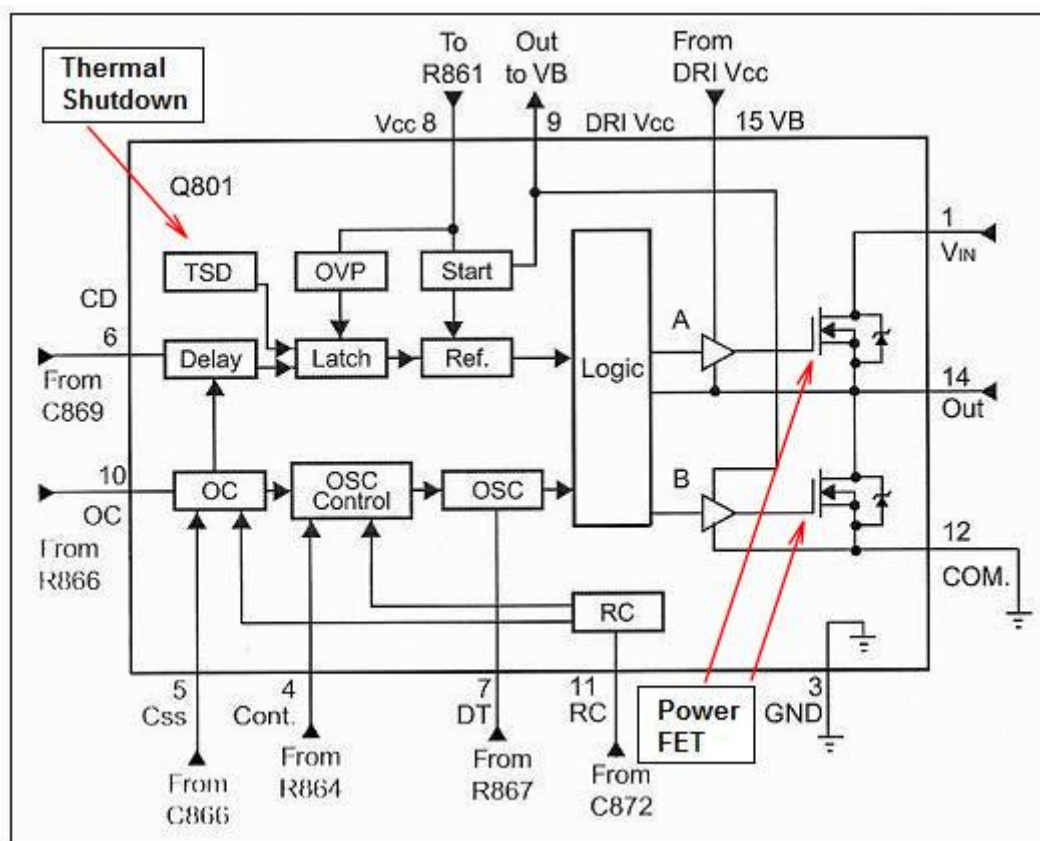 Thermal
Shutdown
To
R861
Out
to VB
From
DRI Vcc
Vcc 8
9
DRI Vcc
15 VB
Q801
1
VIN
TSD
OVP
Start
CD
6
From
C869
Delay
Latch
Ref.
Logic
A
14
Out
10
OC
From
R866
OC
OSC
Control
OSC
B
12
COM.
RC
5
Css
4
Cont.
7
DT
11
RC
3
GND
Power
FET
From
C866
From
R864
From
R867
From
C872